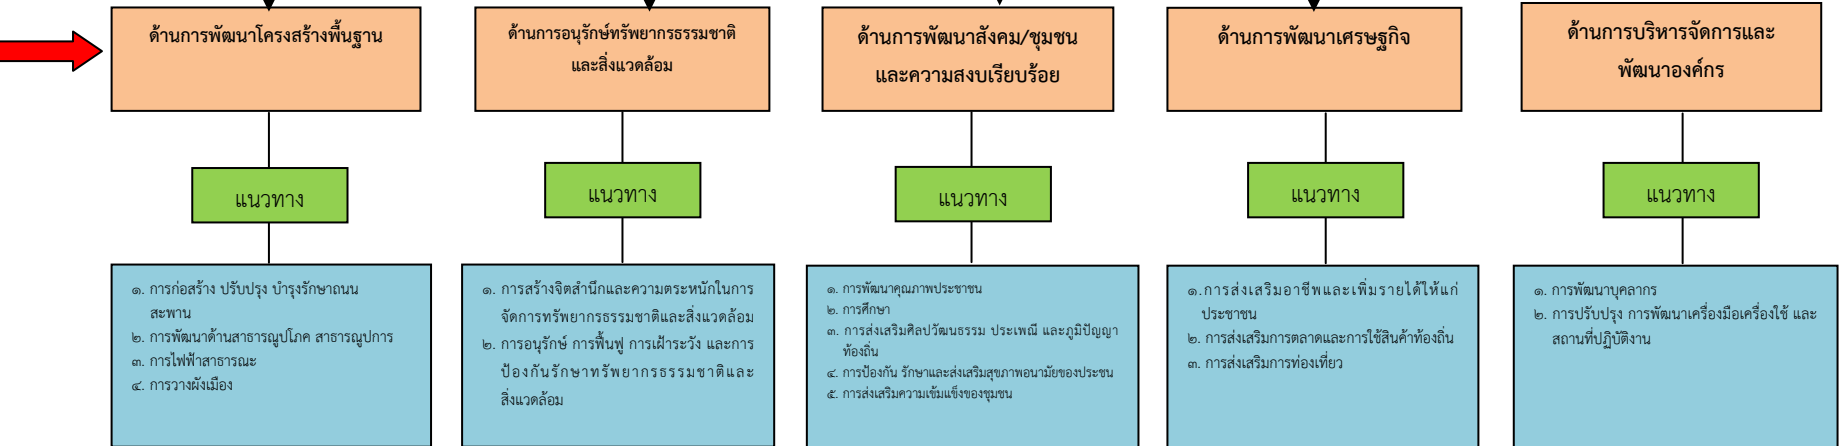 ด้านการพัฒนาโครงสร้างพื้นฐาน
แนวทาง
๑. การก่อสร้าง ปรับปรุง บำรุงรักษาถนน
สะพาน
๒. การพัฒนาด้านสาธารณูปโภค สาธารณูปการ
๓. การไฟฟ้าสาธารณะ
๔. การวางผังเมือง
ด้านการอนุรักษ์ทรัพยากรธรรมชาติ
และสิ่งแวดล้อม
แนวทาง
๑. การสร้างจิตสำนึกและความตระหนักในการ
จัดการทรัพยากรธรรมชาติและสิ่งแวดล้อม
๒. การอนุรักษ์ การฟื้นฟู การเฝ้าระวัง และการ
ป้องกันรักษาทรัพยากรธรรมชาติและ
สิ่งแวดล้อม
ด้านการพัฒนาสังคม/ชุมชน
และความสงบเรียบร้อย
แนวทาง
๑. การพัฒนาคุณภาพประชาชน
๒. การศึกษา
๓. การส่งเสริมศิลปวัฒนธรรม ประเพณี และภูมิปัญญา
ท้องถิ่น
๔. การป้องกัน รักษาและส่งเสริมสุขภาพอนามัยของประชน
๕. การส่งเสริมความเข้มแข็งของชุมชน
ด้านการพัฒนาเศรษฐกิจ
แนวทาง
๑.การส่งเสริมอาชีพและเพิ่มรายได้ให้แก่
ประชาชน
๒. การส่งเสริมการตลาดและการใช้สินค้าท้องถิ่น
๓. การส่งเสริมการท่องเที่ยว
ด้านการบริหารจัดการและ
พัฒนาองค์กร
แนวทาง
๑. การพัฒนาบุคลากร
๒. การปรับปรุง การพัฒนาเครื่องมือเครื่องใช้ และ
สถานที่ปฏิบัติงาน